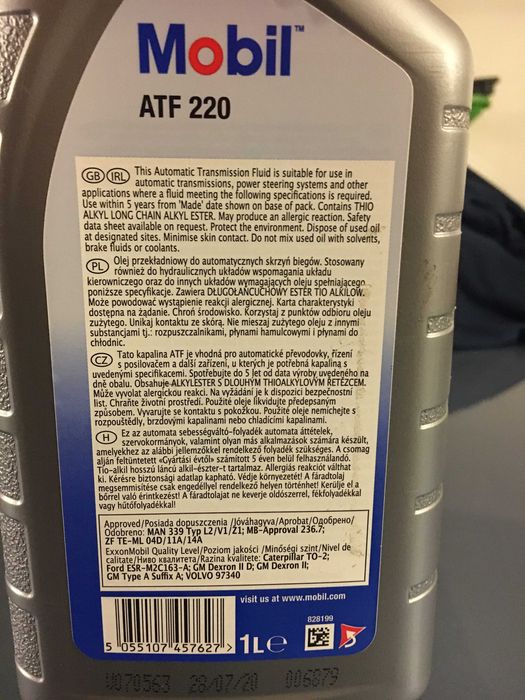 Mobil™
ATF 220
GB IRL This Automatic Transmission Fluid is suitable for use in
automatic transmissions, power steering systems and other
applications where a fluid meeting the following specifications is required.
Use within 5 years from 'Made' date shown on base of pack. Contains THIO
ALKYL LONG CHAIN ALKYL ESTER. May produce an allergic reaction. Safety
data sheet available on request. Protect the environment. Dispose of used oil
at designated sites. Minimise skin contact. Do not mix used oil with solvents,
brake fluids or coolants.
PL Olej przekładniowy do automatycznych skrzyń biegów. Stosowany
również do hydraulicznych układów wspomagania układu
kierowniczego oraz do innych układów wymagających oleju spełniającego
poniższe specyfikacje. Zawiera DŁUGOŁAŃCUCHOWY ESTER TIO ALKILÓW.
Może powodować wystąpienie reakcji alergicznej. Karta charakterystyki
dostępna na żądanie. Chroń środowisko. Korzystaj z punktów odbioru oleju
zużytego. Unikaj kontaktu ze skórą. Nie mieszaj zużytego oleju z innymi
substancjami tj.: rozpuszczalnikami, płynami hamulcowymi i płynami do
chłodnic.
CZ Tato kapalina ATF je vhodná pro automatické převodovky, řízení
s posilovačem a další zařízení, u kterých je potřebná kapalina s
uvedenými specifikacemi. Spotřebujte do 5 let od data výroby uvedeného na
dně obalu. Obsahuje ALKYLESTER S DLOUHÝM THIOALKYLOVÝM ŘETĚZCEM.
Může vyvolat alergickou reakci. Na vyžádání je k dispozici bezpečnostní
list. Chraňte životní prostředí. Použité oleje likvidujte předepsaným
způsobem. Vyvarujte se kontaktu s pokožkou. Použité oleje nemíchejte s
rozpouštědly, brzdovými kapalinami nebo chladícími kapalinami.
H Ez az automata sebességváltó-folyadék automata áttételek,
szervokormányok, valamint olyan más alkalmazások számára készült,
amelyekhez az alábbi jellemzőkkel rendelkező folyadék szükséges. A csomag
alján feltüntetett «Gyártási évtől» számított 5 éven belül felhasználandó.
Tio-alkil hosszú láncú alkil-észter-t tartalmaz. Allergiás reakciót válthat
ki. Kérésre biztonsági adatlap kapható. Védje környezetét! A fáradtolaj
megsemmisítése csak engedéllyel rendelkező helyen történhet! Kerülje el a
bőrrel való érintkezést! A fáradtolajat ne keverje oldószerrel, fékfolyadékkal
vagy hűtőfolyadékkal!
Approved/Posiada dopuszczenia /Jóváhagyva/Aprobat/Одобрено/
Odobreno: MAN 339 Typ L2/V1/Z1; MB-Approval 236.7;
ZF TE-ML 04D/11A/14A
ExxonMobil Quality Level/Poziom jakości /Minőségi szint/Nivel de
calitate/Ниво качества/Razina kvalitete: Caterpillar TO-2;
Ford ESR-M2C163-A; GM Dexron II D; GM Dexron II;
GM Type A Suffix A; VOLVO 97340
visit us at www.mobil.com
828199
5 055107 457627
1L e
W070563 28/07/20 006879